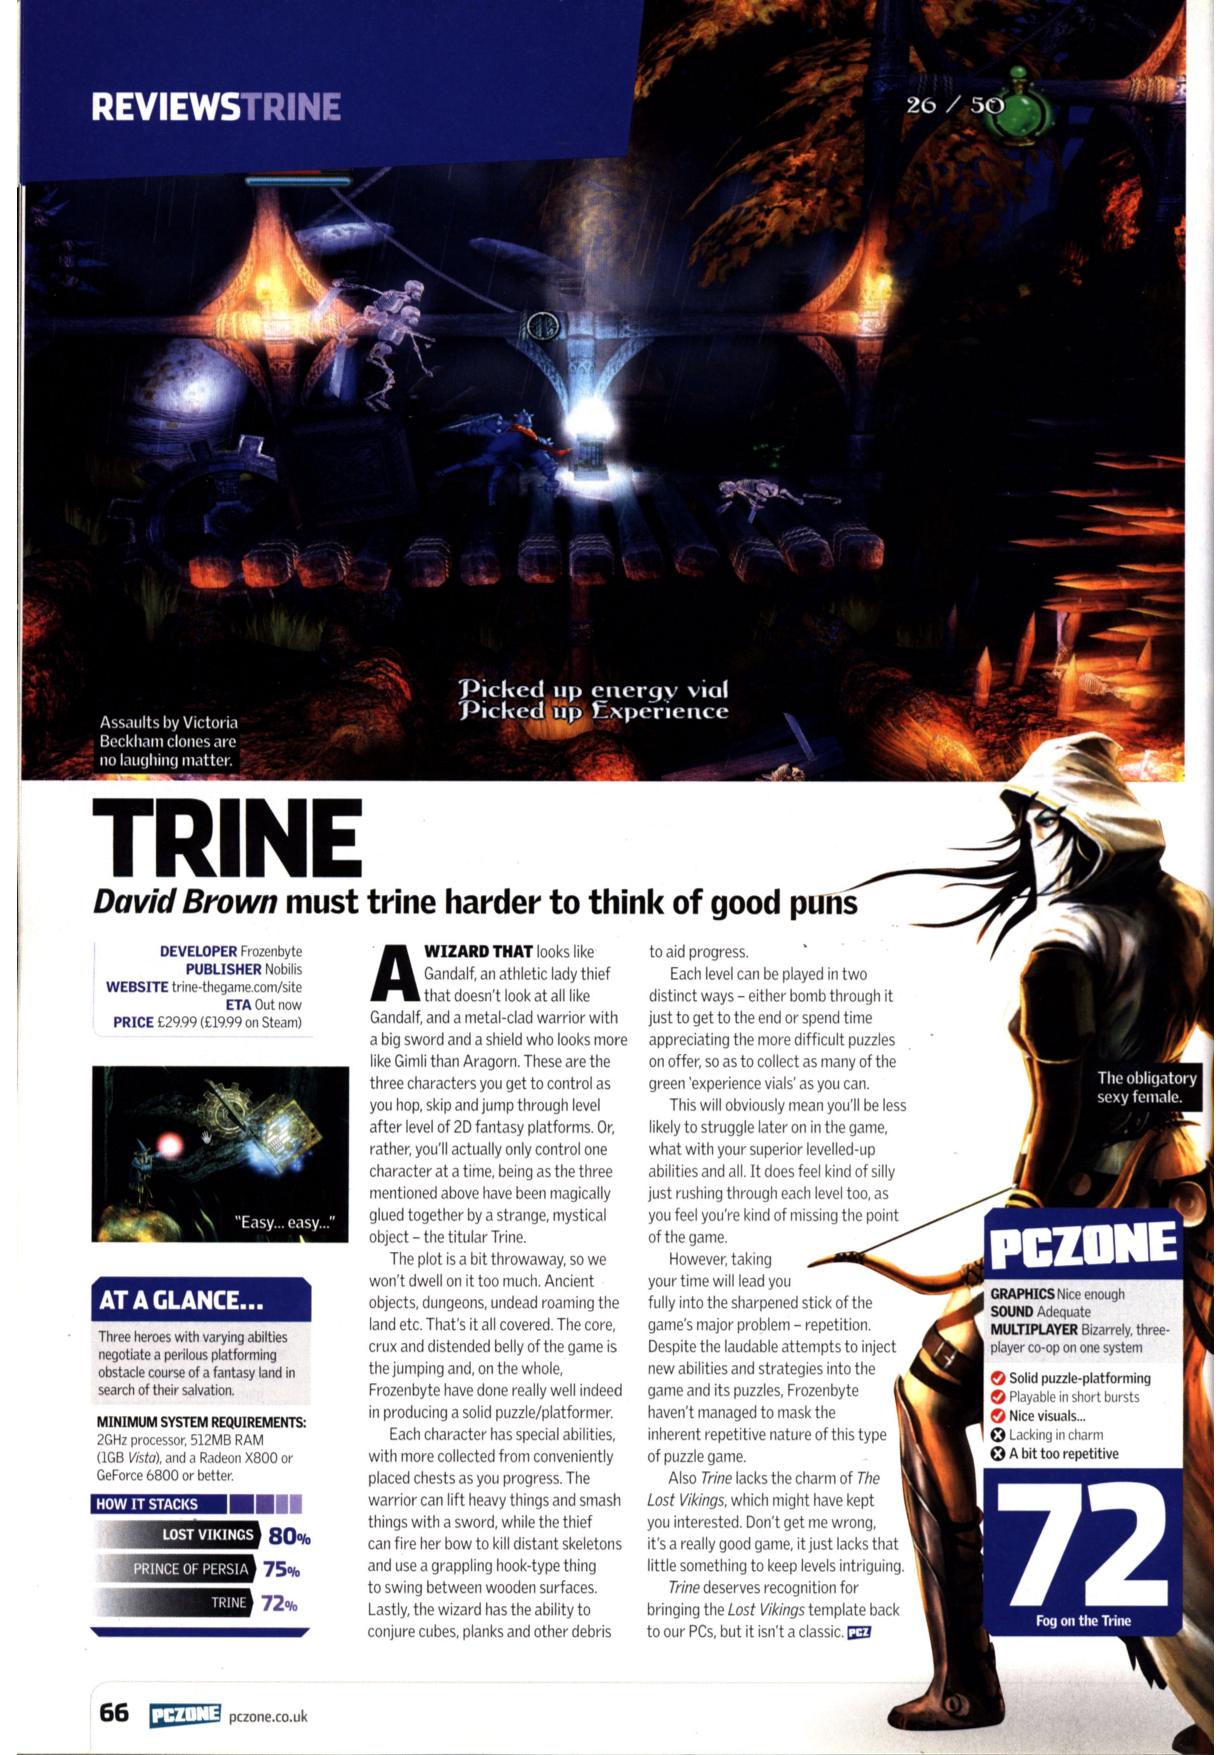 REVIEWSTRINE
26 / 50
Picked up energy vial
Picked up Experience
Assaults by Victoria
Beckham clones are
no laughing matter.
TRINE
David Brown must trine harder to think of good puns
DEVELOPER Frozenbyte
PUBLISHER Nobilis
WEBSITE trine-thegame.com/site
ETA Out now
PRICE £29.99 (£19.99 on Steam)
"Easy... easy..."
AT A GLANCE...
Three heroes with varying abilties
negotiate a perilous platforming
obstacle course of a fantasy land in
search of their salvation.
MINIMUM SYSTEM REQUIREMENTS:
2GHz processor, 512MB RAM
(1GB Vista), and a Radeon X800 or
GeForce 6800 or better.
HOW IT STACKS
LOST VIKINGS 80%
PRINCE OF PERSIA 75%
TRINE 72%
A WIZARD THAT looks like
Gandalf, an athletic lady thief
that doesn't look at all like
Gandalf, and a metal-clad warrior with
a big sword and a shield who looks more
like Gimli than Aragorn. These are the
three characters you get to control as
you hop, skip and jump through level
after level of 2D fantasy platforms. Or,
rather, you'll actually only control one
character at a time, being as the three
mentioned above have been magically
glued together by a strange, mystical
object – the titular Trine.
The plot is a bit throwaway, so we
won't dwell on it too much. Ancient
objects, dungeons, undead roaming the
land etc. That's it all covered. The core,
crux and distended belly of the game is
the jumping and, on the whole,
Frozenbyte have done really well indeed
in producing a solid puzzle/platformer.
Each character has special abilities,
with more collected from conveniently
placed chests as you progress. The
warrior can lift heavy things and smash
things with a sword, while the thief
can fire her bow to kill distant skeletons
and use a grappling hook-type thing
to swing between wooden surfaces.
Lastly, the wizard has the ability to
conjure cubes, planks and other debris
to aid progress.
Each level can be played in two
distinct ways – either bomb through it
just to get to the end or spend time
appreciating the more difficult puzzles
on offer, so as to collect as many of the
green 'experience vials' as you can.
This will obviously mean you'll be less
likely to struggle later on in the game,
what with your superior levelled-up
abilities and all. It does feel kind of silly
just rushing through each level too, as
you feel you're kind of missing the point
of the game.
However, taking
your time will lead you
fully into the sharpened stick of the
game's major problem – repetition.
Despite the laudable attempts to inject
new abilities and strategies into the
game and its puzzles, Frozenbyte
haven't managed to mask the
inherent repetitive nature of this type
of puzzle game.
Also Trine lacks the charm of The
Lost Vikings, which might have kept
you interested. Don't get me wrong,
it's a really good game, it just lacks that
little something to keep levels intriguing.
Trine deserves recognition for
bringing the Lost Vikings template back
to our PCs, but it isn't a classic. PCZ
The obligatory
sexy female.
PCZONE
GRAPHICS Nice enough
SOUND Adequate
MULTIPLAYER Bizarrely, three-
player co-op on one system
Solid puzzle-platforming
Playable in short bursts
Nice visuals...
Lacking in charm
A bit too repetitive
72
Fog on the Trine
66 PCZONE pczone.co.uk